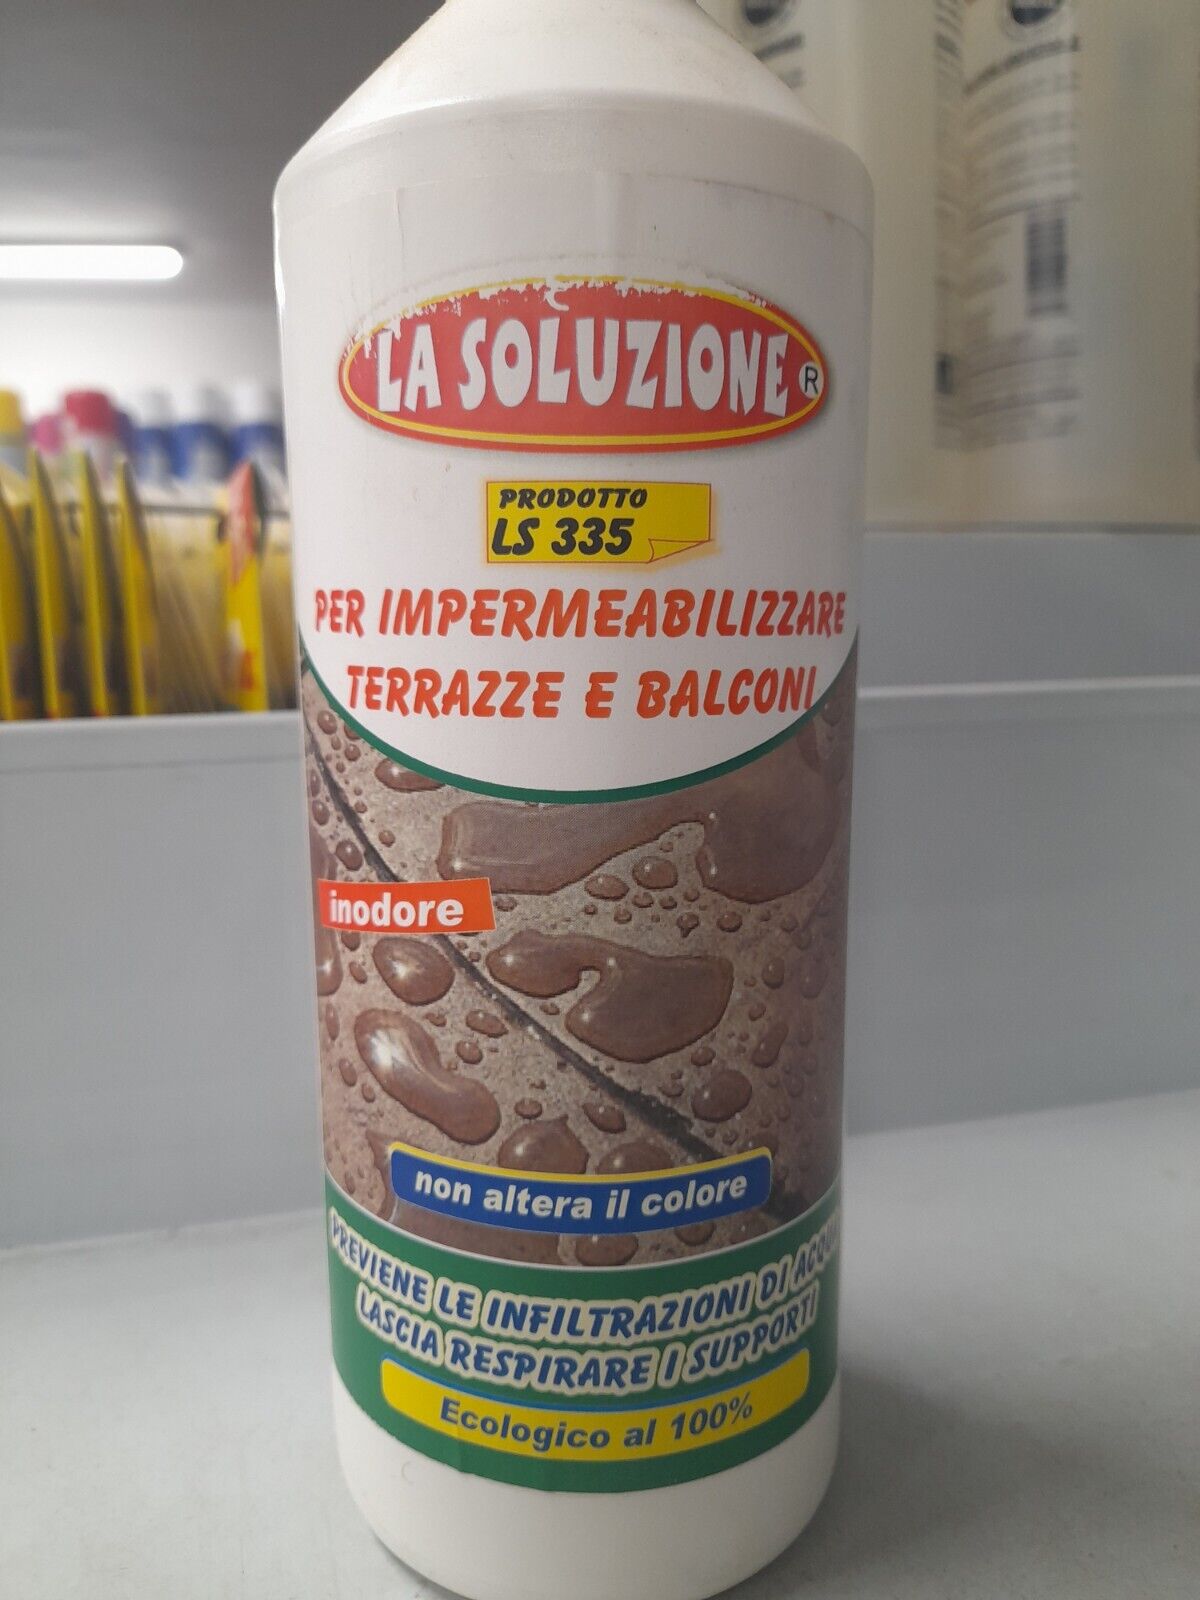 LA SOLUZIONE ®
PRODOTTO
LS 335
PER IMPERMEABILIZZARE
TERRAZZE E BALCONI
inodore
non altera il colore
PREVIENE LE INFILTRAZIONI DI
LASCIA RESPIRARE I SUPPORTI
Ecologico al 100%